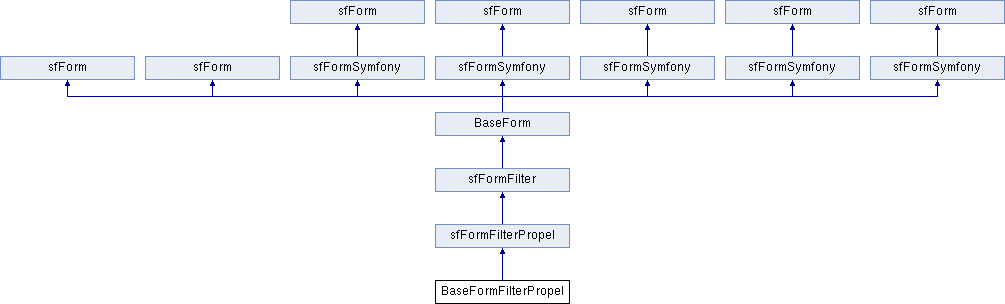 sfForm sfForm sfForm sfForm sfForm
sfForm sfForm sfFormSymfony sfFormSymfony sfFormSymfony sfFormSymfony sfFormSymfony
BaseForm
sfFormFilter
sfFormFilterPropel
BaseFormFilterPropel